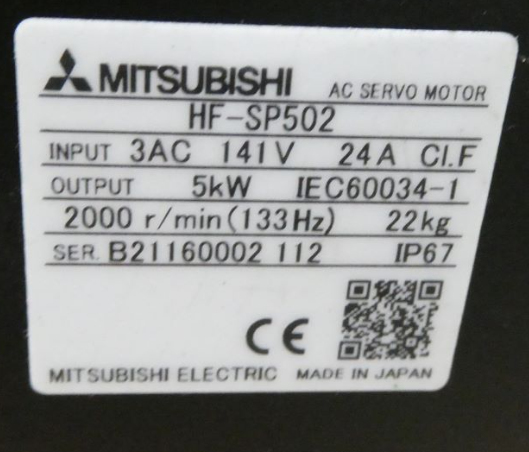 MITSUBISHI AC SERVO MOTOR
HF-SP502
INPUT 3AC 141V 24A Cl.F
OUTPUT 5kW IEC60034-1
2000 r/min(133Hz) 22kg
SER. B21160002 112 IP67
CE
MITSUBISHI ELECTRIC MADE IN JAPAN